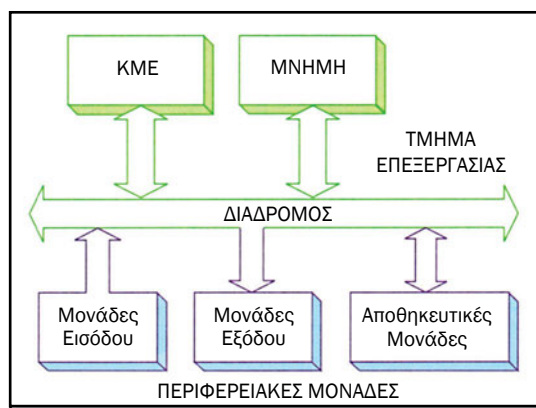 ΚΜΕ
ΜΝΗΜΗ
ΤΜΗΜΑ
ΕΠΕΞΕΡΓΑΣΙΑΣ
ΔΙΑΔΡΟΜΟΣ
Μονάδες
Εισόδου
Μονάδες
Εξόδου
Αποθηκευτικές
Μονάδες
ΠΕΡΙΦΕΡΕΙΑΚΕΣ ΜΟΝΑΔΕΣ